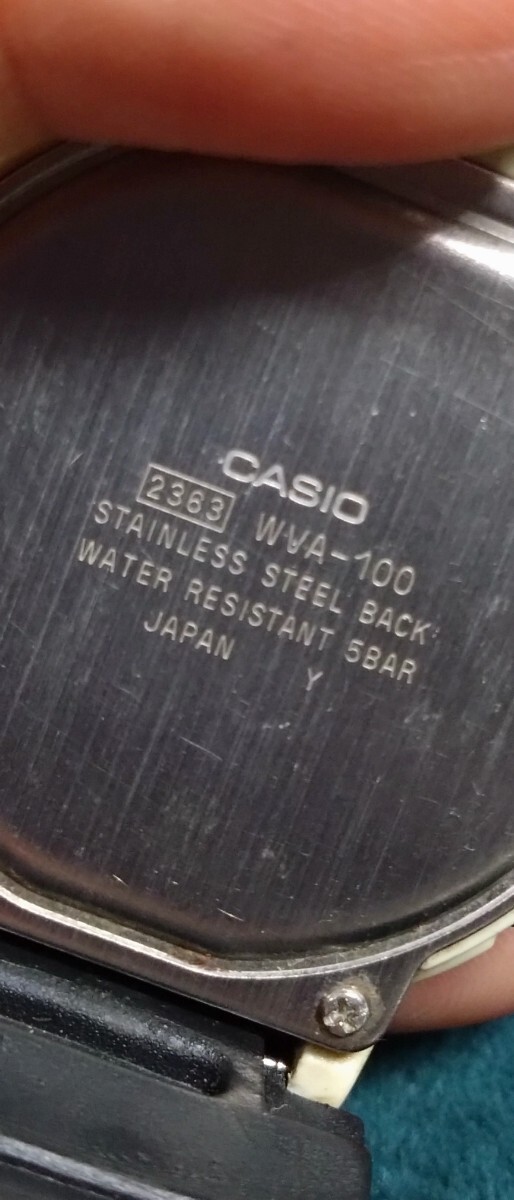 CASIO
2363 WVA-100
STAINLESS STEEL BACK
WATER RESISTANT 5BAR
JAPAN Y